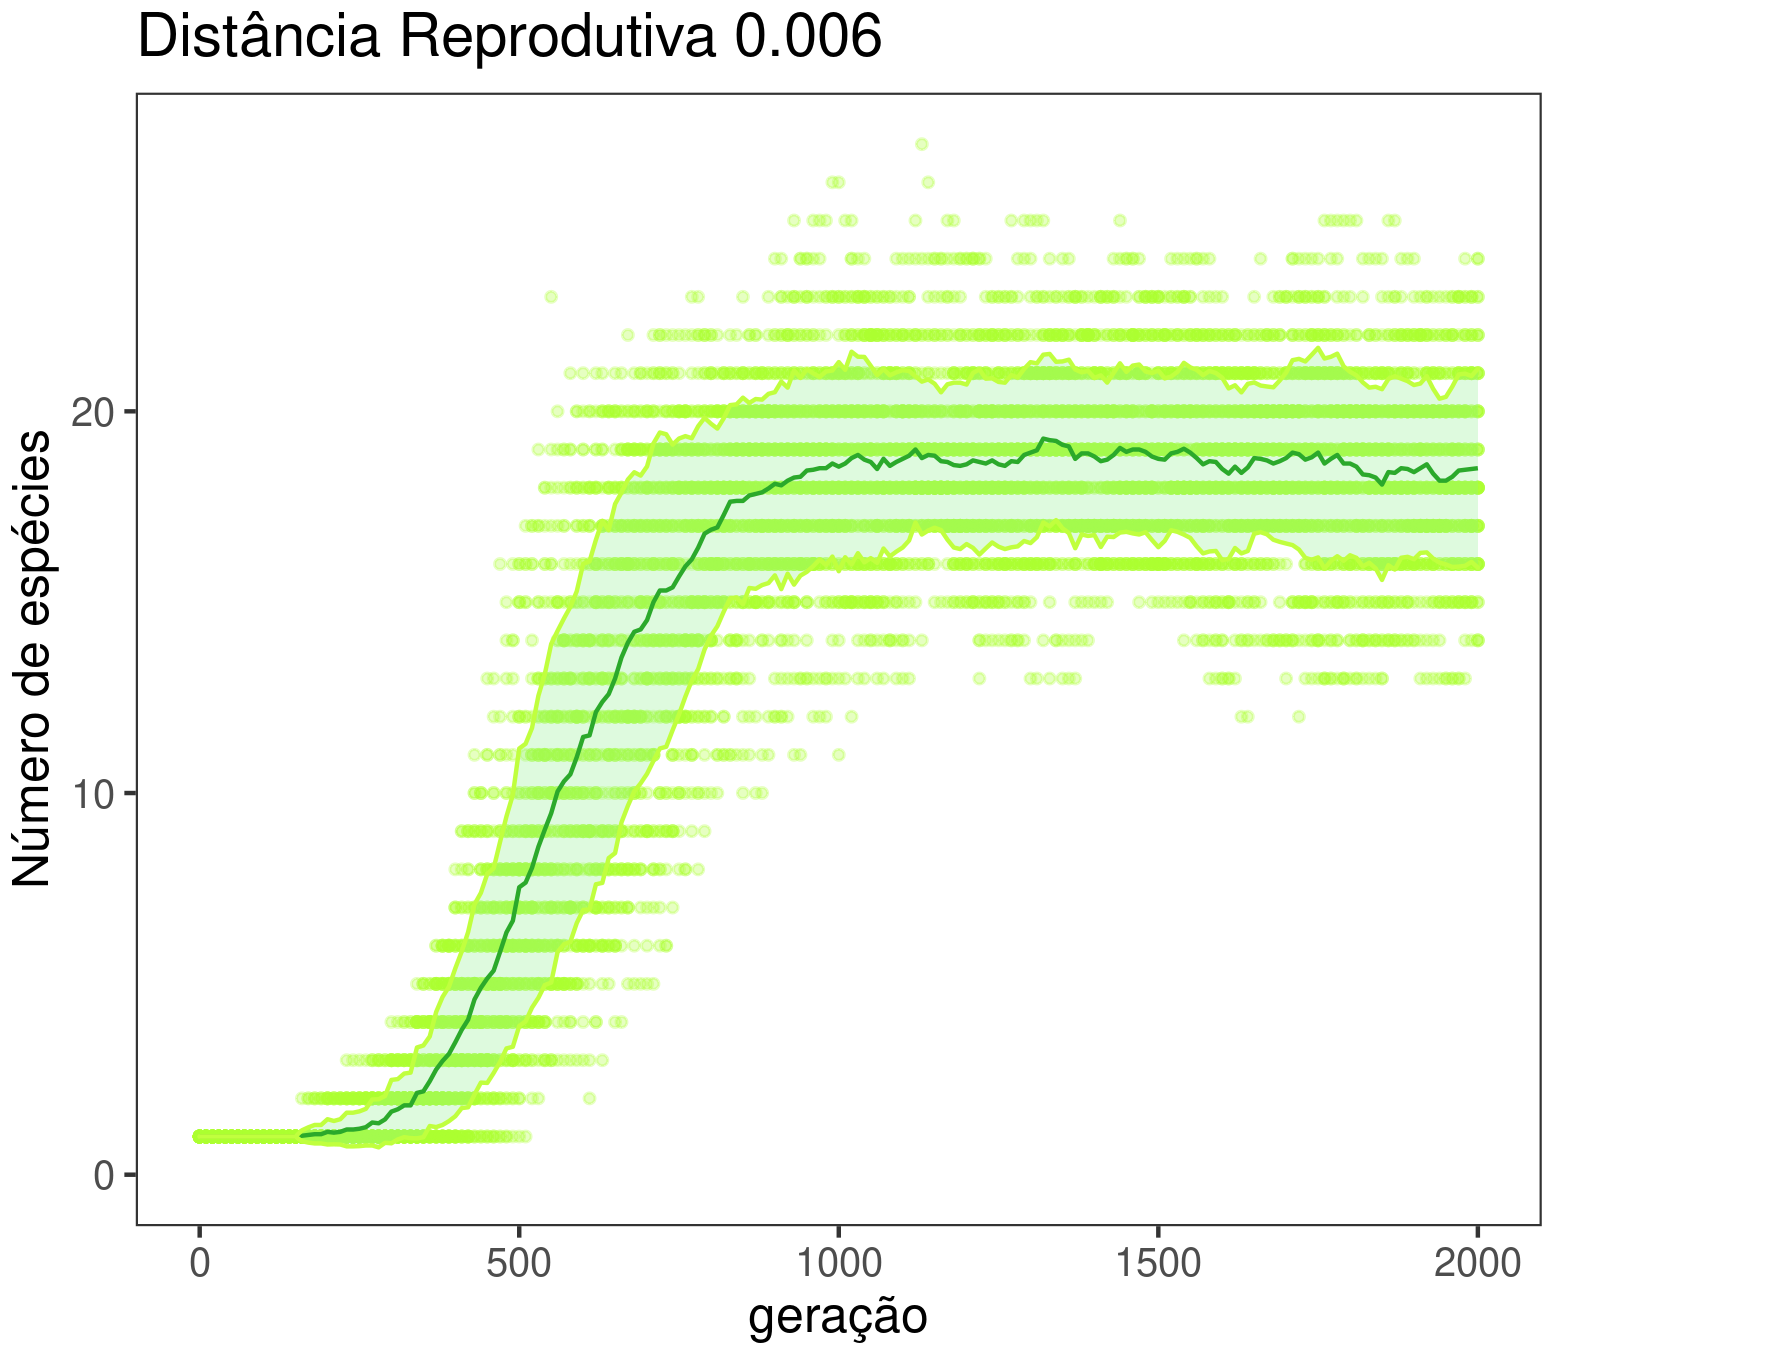 Distância Reprodutiva 0.006
Número de espécies
20
10
0
0 500 1000 1500 2000
geração